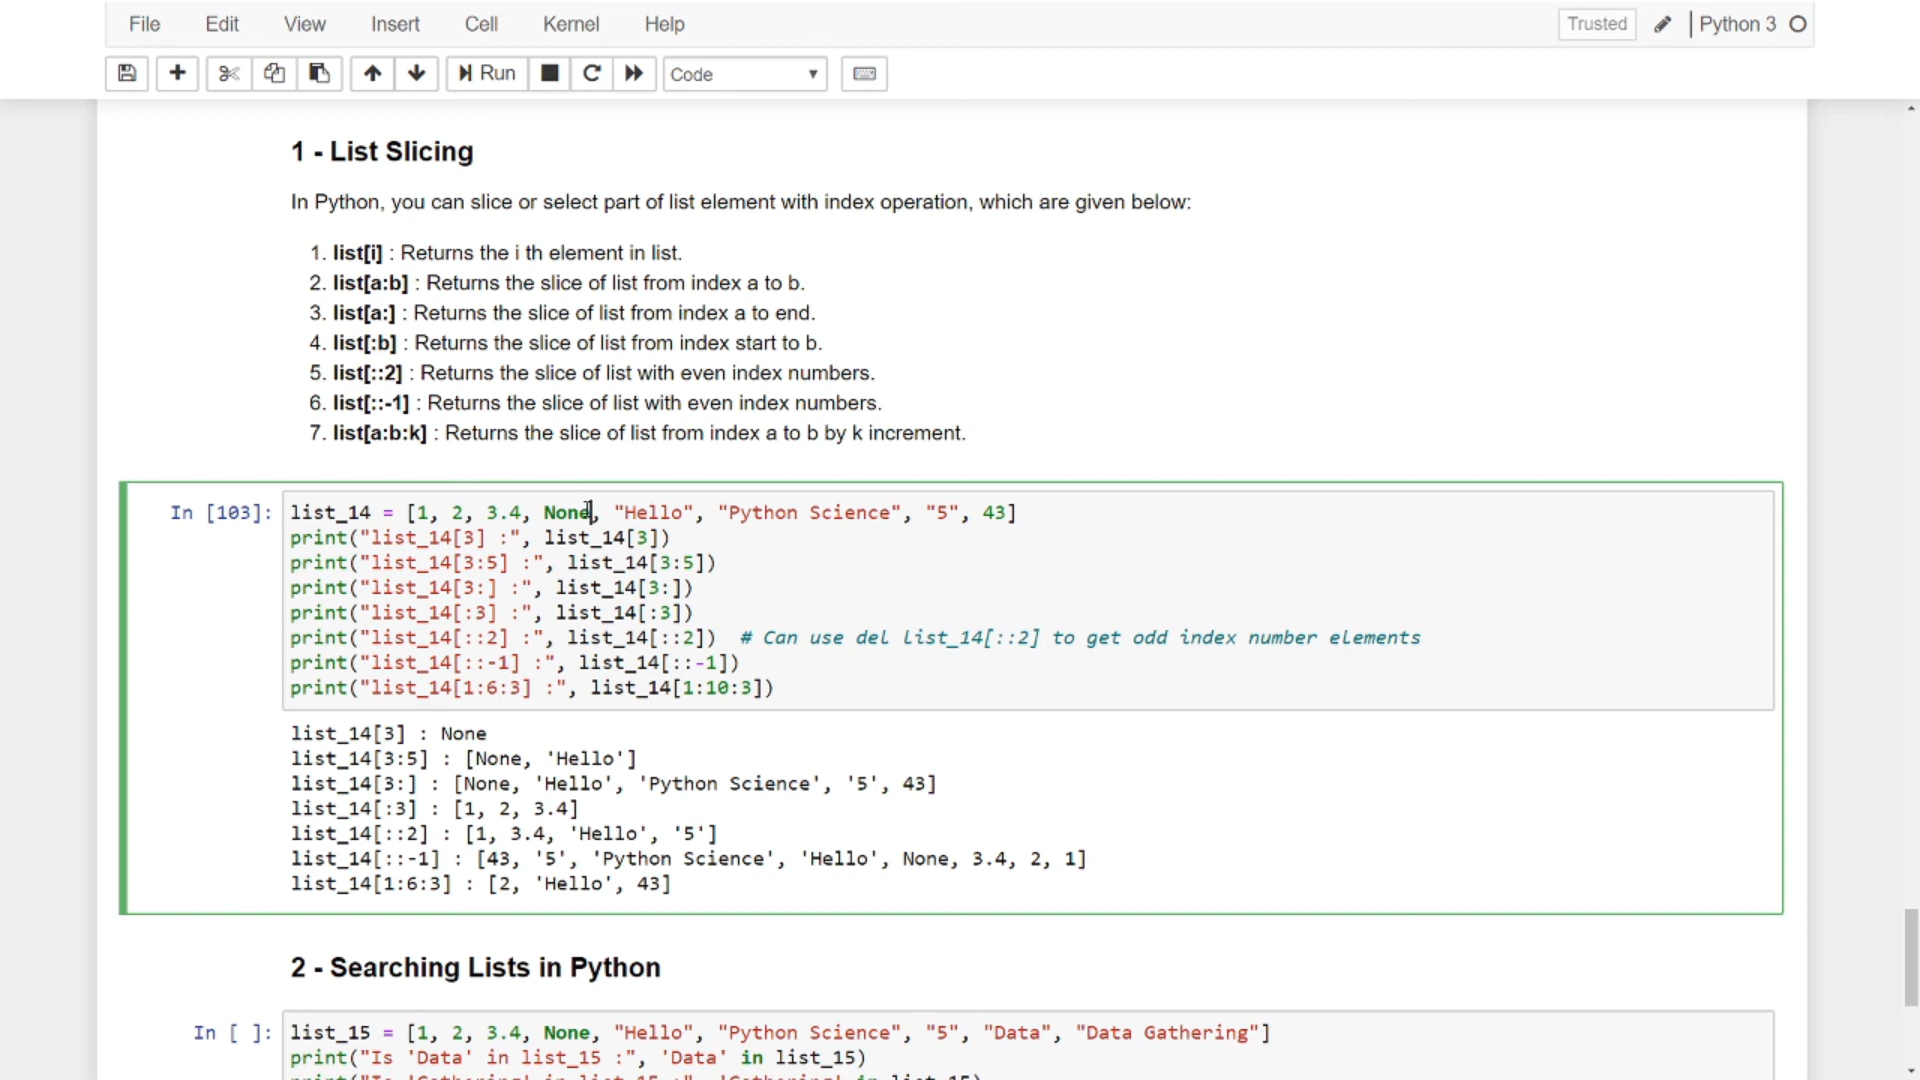 File Edit View Insert Cell Kernel Help Trusted Python 3
Run Code
1 - List Slicing
In Python, you can slice or select part of list element with index operation, which are given below:
1. list[i] : Returns the i th element in list.
2. list[a:b] : Returns the slice of list from index a to b.
3. list[a:] : Returns the slice of list from index a to end.
4. list[:b] : Returns the slice of list from index start to b.
5. list[::2] : Returns the slice of list with even index numbers.
6. list[::-1] : Returns the slice of list with even index numbers.
7. list[a:b:k] : Returns the slice of list from index a to b by k increment.
In [103]: list_14 = [1, 2, 3.4, None, "Hello", "Python Science", "5", 43]
print("list_14[3] :", list_14[3])
print("list_14[3:5] :", list_14[3:5])
print("list_14[3:] :", list_14[3:])
print("list_14[:3] :", list_14[:3])
print("list_14[::2] :", list_14[::2]) # Can use del list_14[::2] to get odd index number elements
print("list_14[::-1] :", list_14[::-1])
print("list_14[1:6:3] :", list_14[1:10:3])
list_14[3] : None
list_14[3:5] : [None, 'Hello']
list_14[3:] : [None, 'Hello', 'Python Science', '5', 43]
list_14[:3] : [1, 2, 3.4]
list_14[::2] : [1, 3.4, 'Hello', '5']
list_14[::-1] : [43, '5', 'Python Science', 'Hello', None, 3.4, 2, 1]
list_14[1:6:3] : [2, 'Hello', 43]
2 - Searching Lists in Python
In [ ]: list_15 = [1, 2, 3.4, None, "Hello", "Python Science", "5", "Data", "Data Gathering"]
print("Is 'Data' in list_15 :", 'Data' in list_15)
print("Is 'Gathering' in list_15 :", 'Gathering' in list_15)